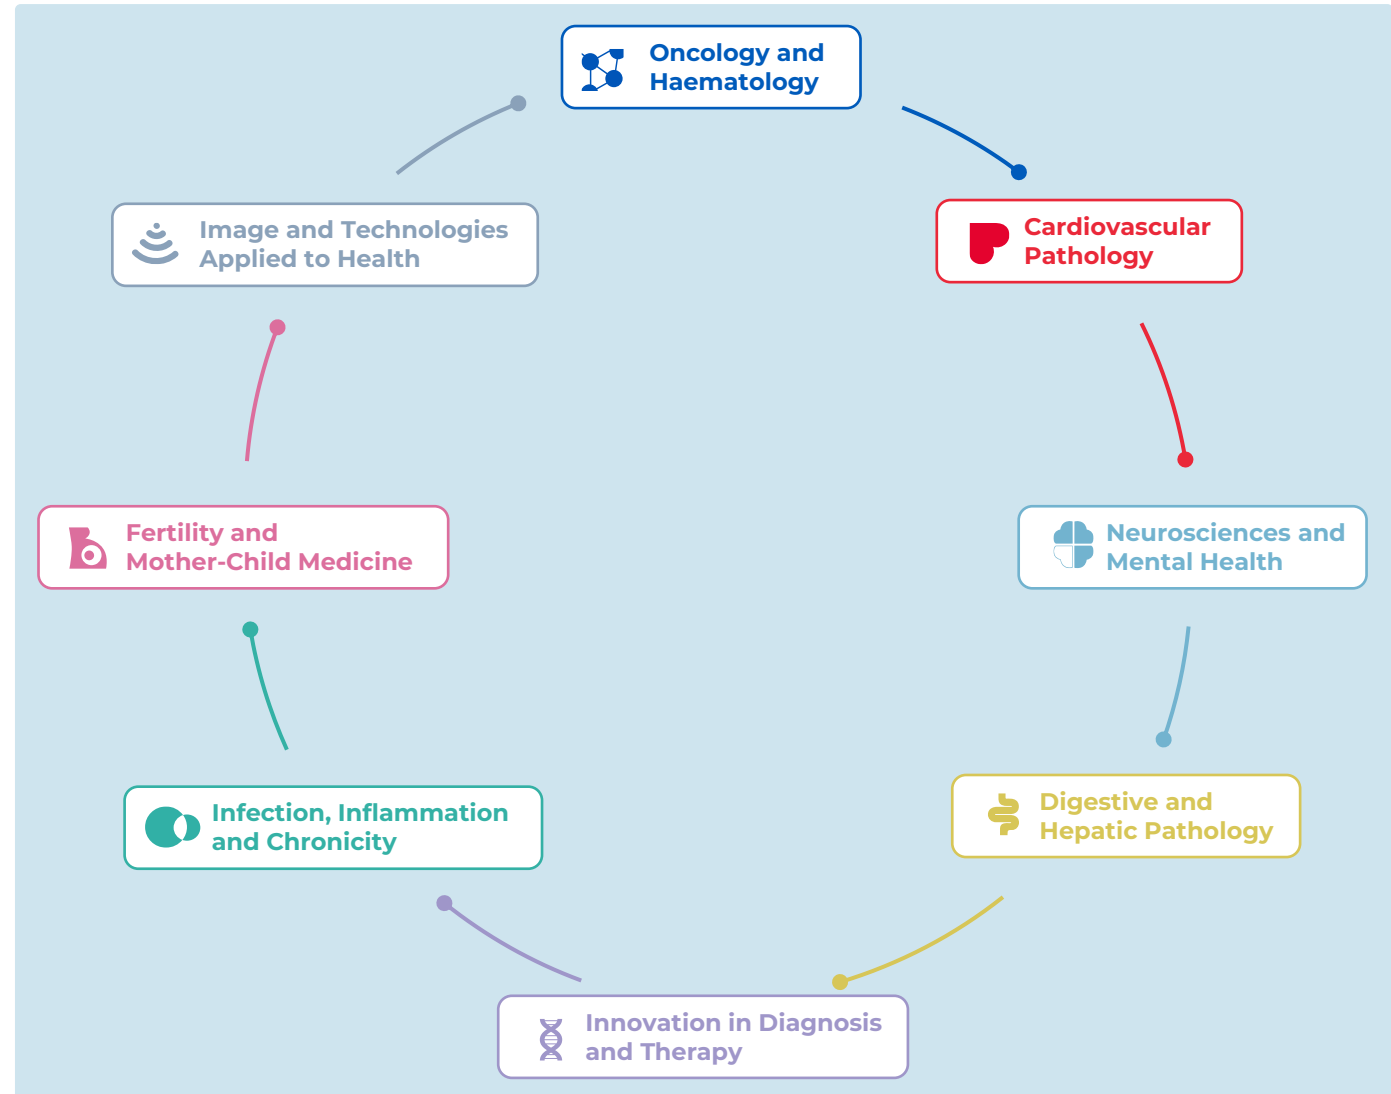 Oncology and
Haematology
Cardiovascular
Pathology
Neurosciences and
Mental Health
Digestive and
Hepatic Pathology
Innovation in Diagnosis
and Therapy
Infection, Inflammation
and Chronicity
Fertility and
Mother-Child Medicine
Image and Technologies
Applied to Health